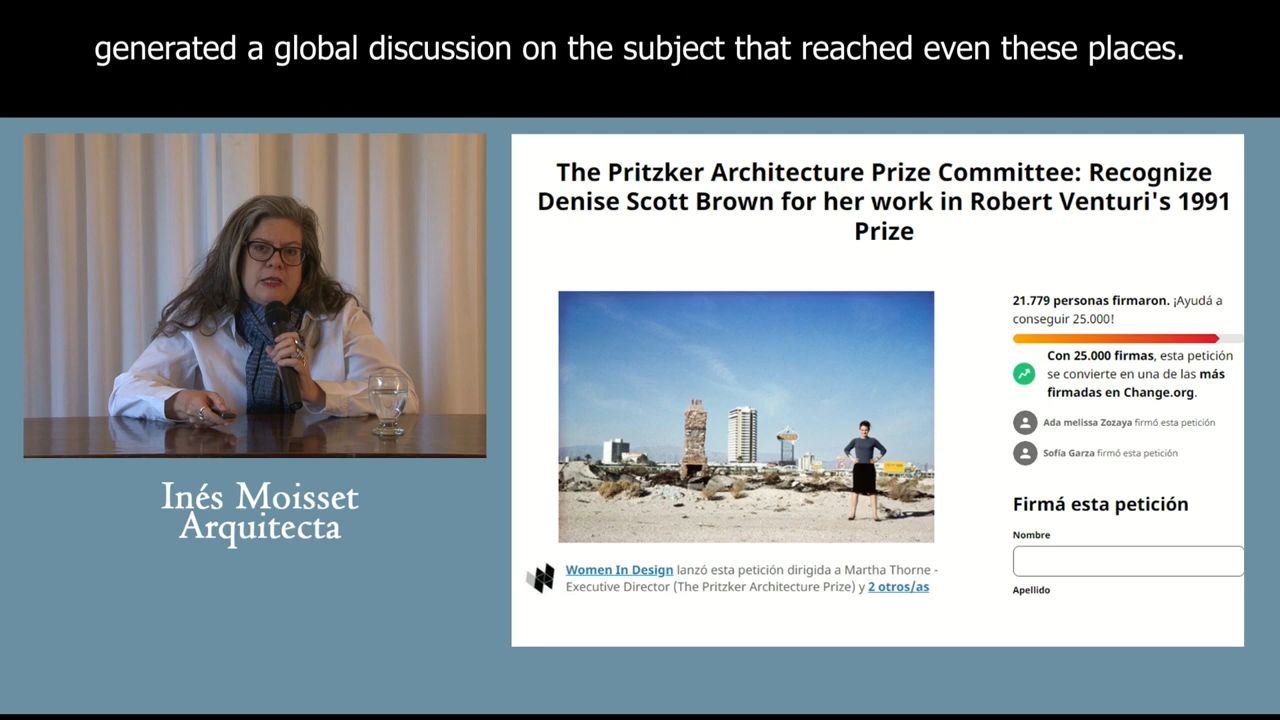 generated a global discussion on the subject that reached even these places.
Inés Moisset
Arquitecta
The Pritzker Architecture Prize Committee: Recognize
Denise Scott Brown for her work in Robert Venturi's 1991
Prize
Women In Design lanzó esta petición dirigida a Martha Thorne -
Executive Director (The Pritzker Architecture Prize) y 2 otros/as
21.779 personas firmaron. ¡Ayudá a
conseguir 25.000!
Con 25.000 firmas, esta petición
se convierte en una de las más
firmadas en Change.org.
Ada melissa Zozaya firmó esta petición
Sofía Garza firmó esta petición
Firmá esta petición
Nombre
Apellido